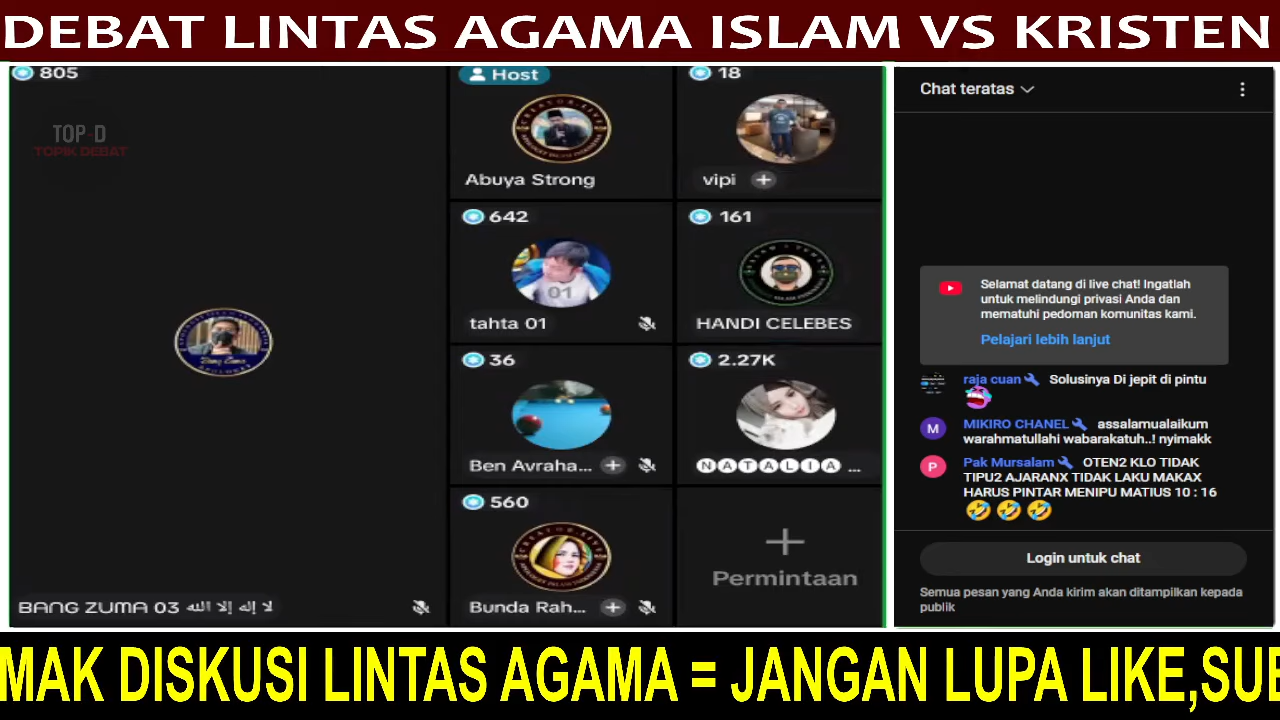 DEBAT LINTAS AGAMA ISLAM VS KRISTEN
805
TOP-D
TOPIK DEBAT
BANG ZUMA 03 لا إله إلا الله
Host
Abuya Strong
18
vipi +
642
01
tahta 01
161
HANDI CELEBES
36
Ben Avraha... +
2.27K
NATALIA ...
560
Bunda Rah... +
+
Permintaan
Chat teratas
Selamat datang di live chat! Ingatlah
untuk melindungi privasi Anda dan
mematuhi pedoman komunitas kami.
Pelajari lebih lanjut
raja cuan Solusinya Di jepit di pintu
M
MIKIRO CHANEL assalamualaikum
warahmatullahi wabarakatuh..! nyimakk
P
Pak Mursalam OTEN2 KLO TIDAK
TIPU2 AJARANX TIDAK LAKU MAKAX
HARUS PINTAR MENIPU MATIUS 10 : 16
🤣🤣🤣
Login untuk chat
Semua pesan yang Anda kirim akan ditampilkan kepada
publik
MAK DISKUSI LINTAS AGAMA = JANGAN LUPA LIKE,SUB